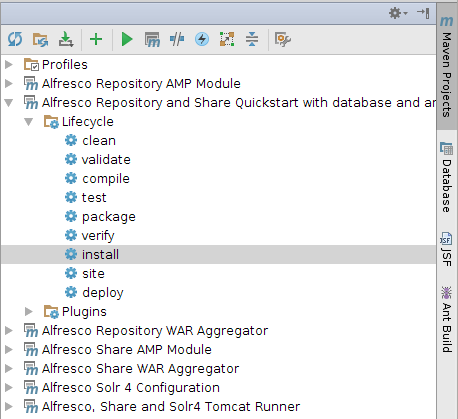 Profiles
Alfresco Repository AMP Module
Alfresco Repository and Share Quickstart with database and
Lifecycle
clean
validate
compile
test
package
verify
install
site
deploy
Plugins
Alfresco Repository WAR Aggregator
Alfresco Share AMP Module
Alfresco Share WAR Aggregator
Alfresco Solr 4 Configuration
Alfresco, Share and Solr4 Tomcat Runner
Maven Projects
Database
JSF
Ant Build